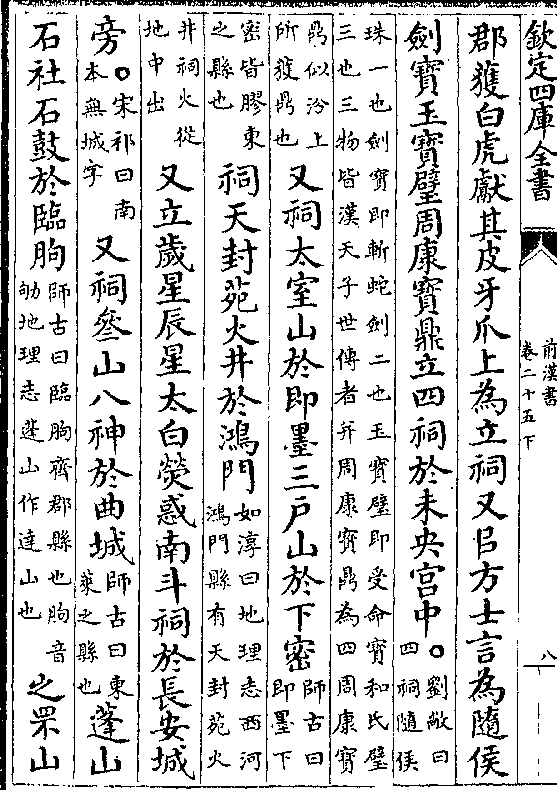 欽定四庫全書
前漢書
卷二十五下
八
郡獲白虎獻其皮牙爪上為立祠又㠯方士言為隨侯
劍寶玉寶璧周康寶鼎立四祠於未央宫中。劉敞曰
四祠隨侯
珠一也劍寶即斬蛇劍二也玉寶璧即受命寶和氏璧
三也三物皆漢天子世傳者并周康寶鼎為四周康寶
鼎似汾上
所獲鼎也
又祠太室山於即墨三户山於下密
師古曰
即墨下
密皆膠東
之縣也
祠天封苑火井於鴻門
如淳曰地理志西河
鴻門縣有天封苑火
井祠火從
地中出
又立歲星辰星太白熒惑南斗祠於長安城
旁。宋祁曰南
本無城字
又祠叅山八神於曲城
師古曰東
萊之縣也
蓬山
石社石鼓於臨朐
師古曰臨朐齊郡縣也朐音
劬地理志蓬山作達山也
之罘山